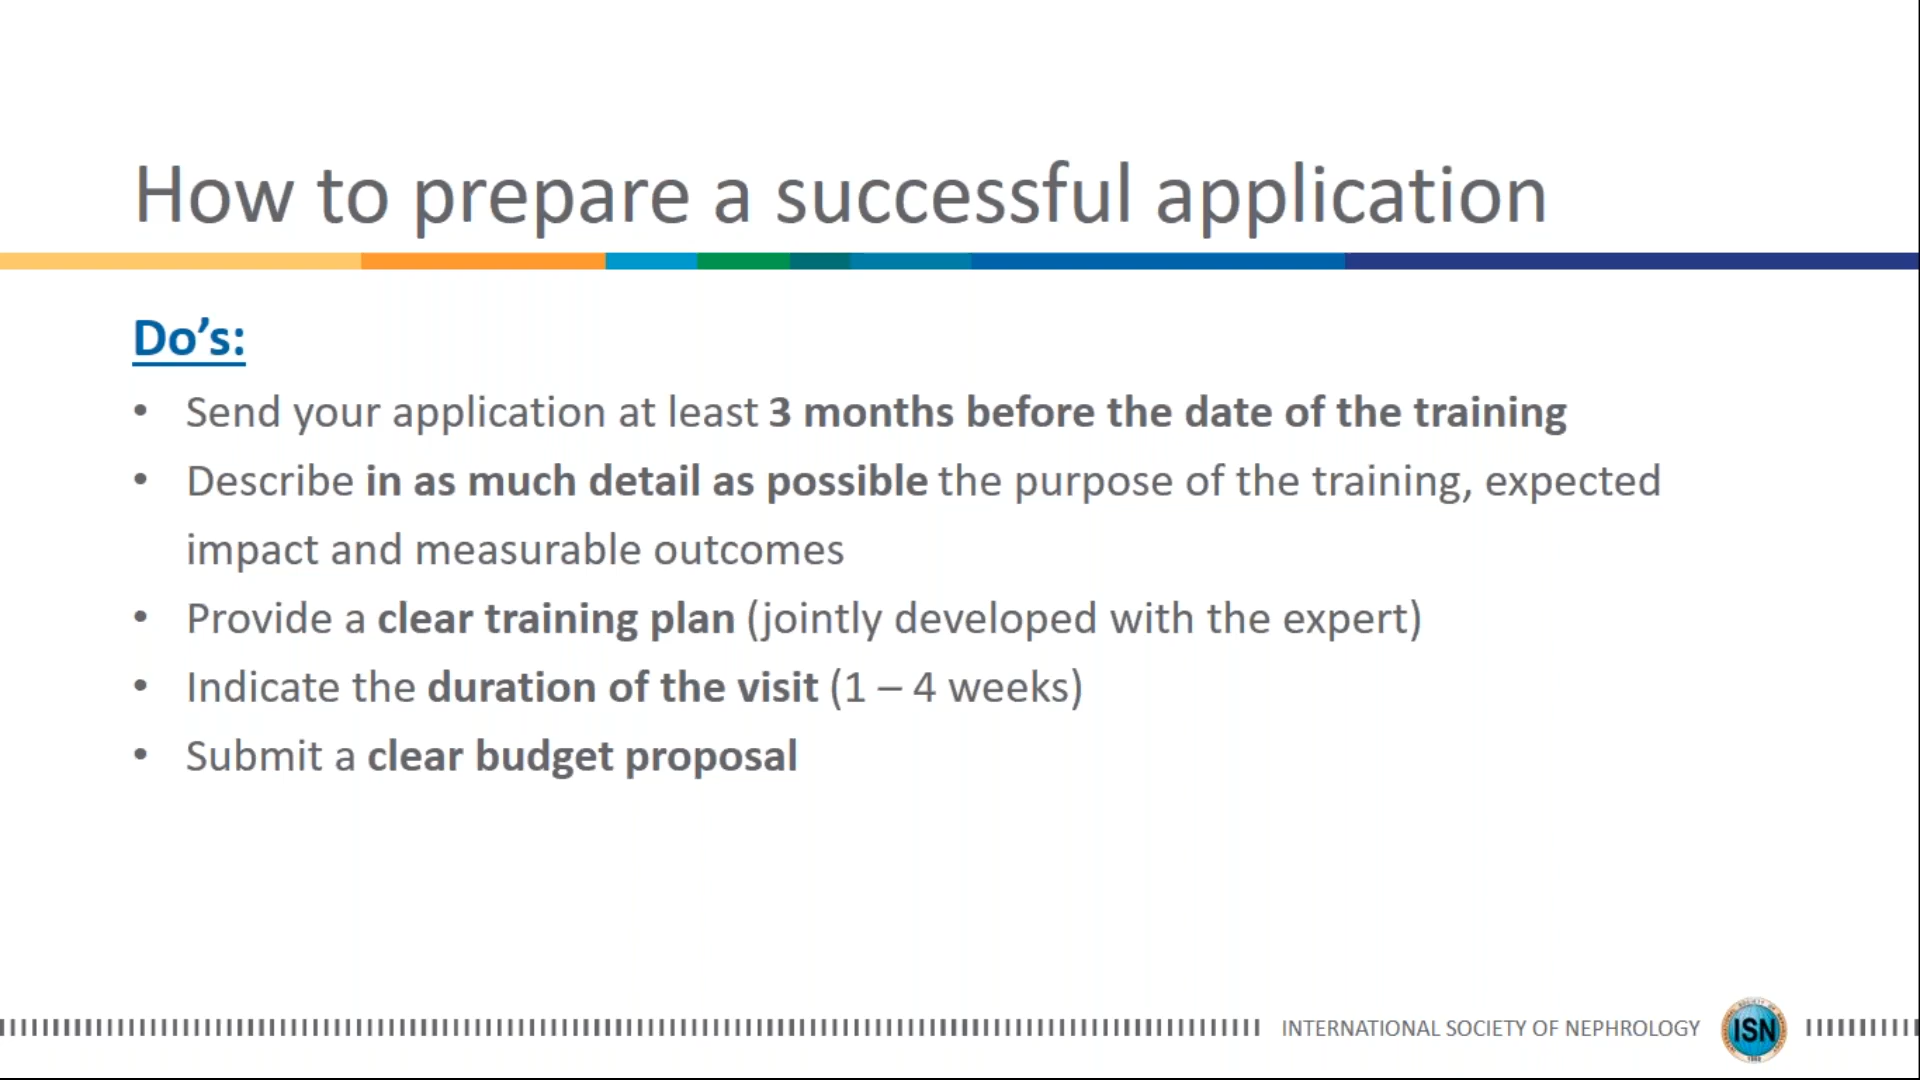 How to prepare a successful application
Do’s:
• Send your application at least 3 months before the date of the training
• Describe in as much detail as possible the purpose of the training, expected
impact and measurable outcomes
• Provide a clear training plan (jointly developed with the expert)
• Indicate the duration of the visit (1 – 4 weeks)
• Submit a clear budget proposal
INTERNATIONAL SOCIETY OF NEPHROLOGY
ISN